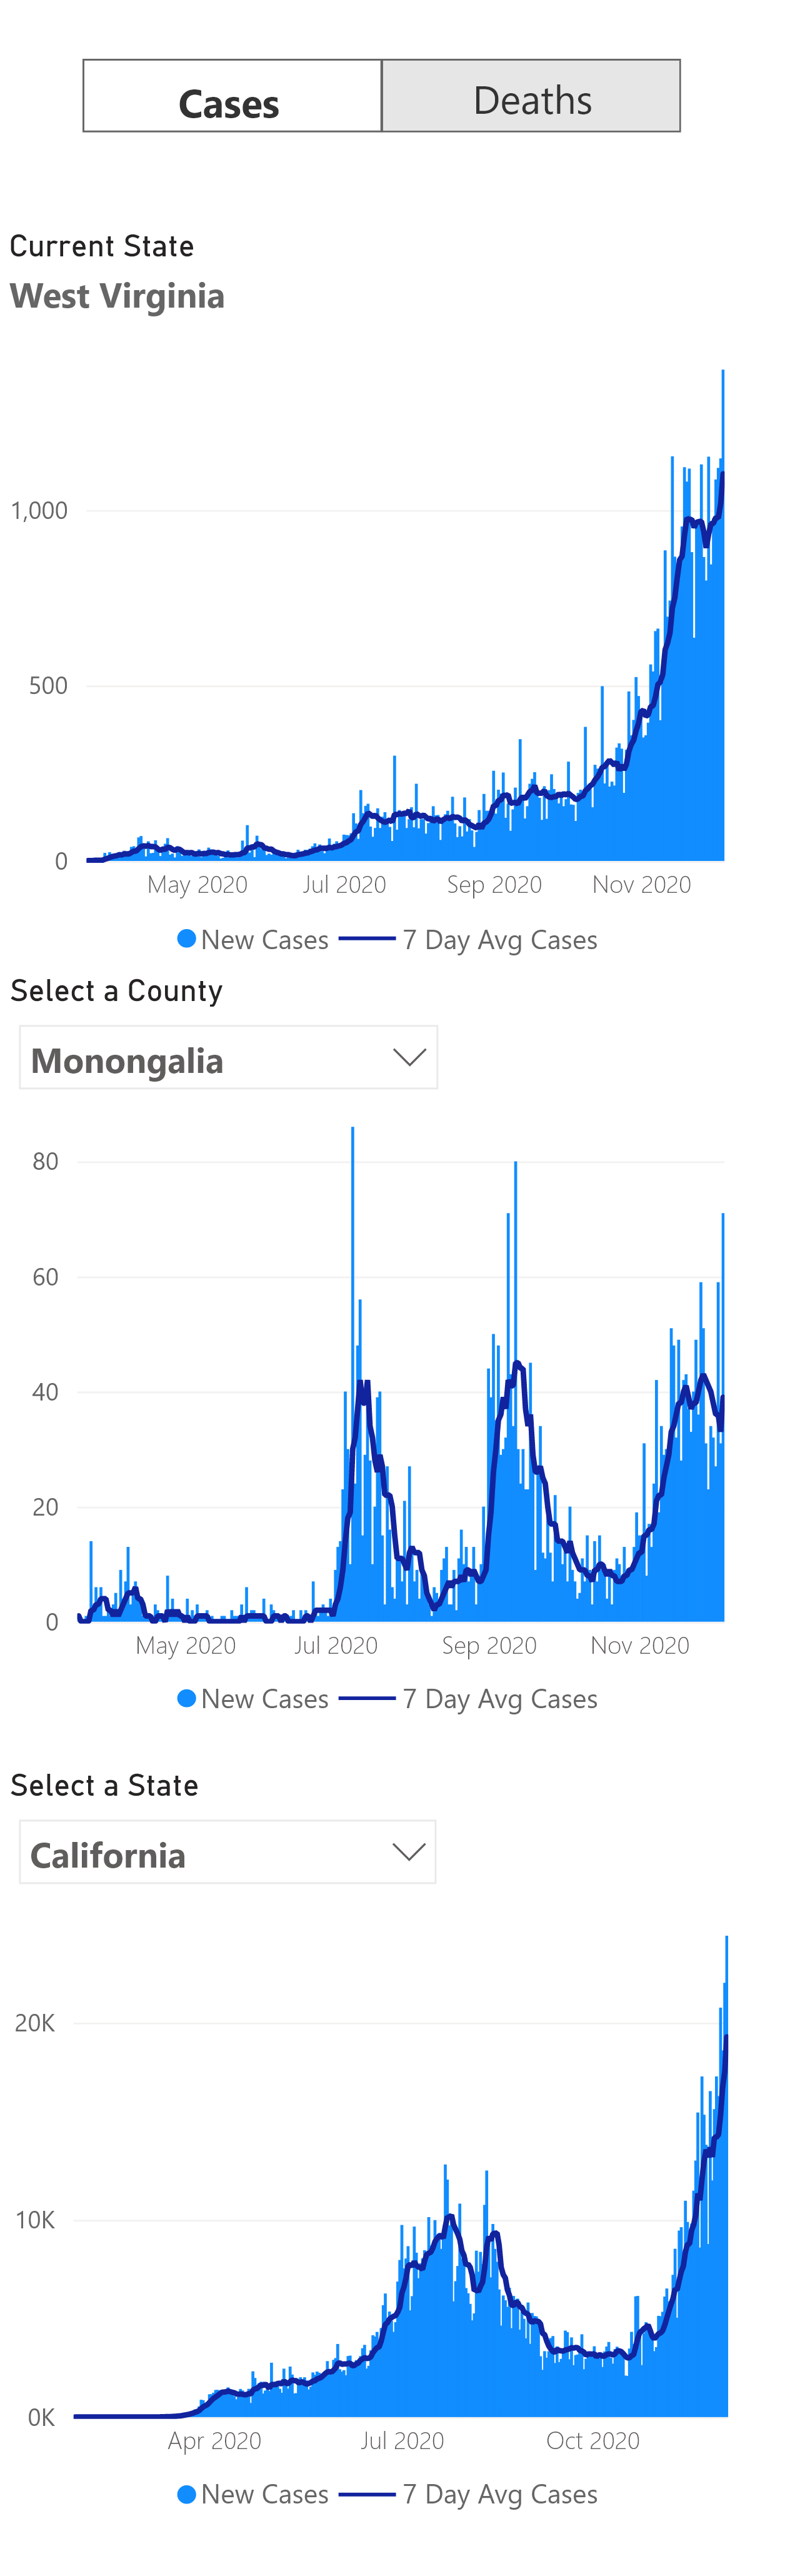 Cases Deaths
Current State
West Virginia
1,000
500
0
May 2020 Jul 2020 Sep 2020 Nov 2020
New Cases 7 Day Avg Cases
Select a County
Monongalia
80
60
40
20
0
May 2020 Jul 2020 Sep 2020 Nov 2020
New Cases 7 Day Avg Cases
Select a State
California
20K
10K
0K
Apr 2020 Jul 2020 Oct 2020
New Cases 7 Day Avg Cases